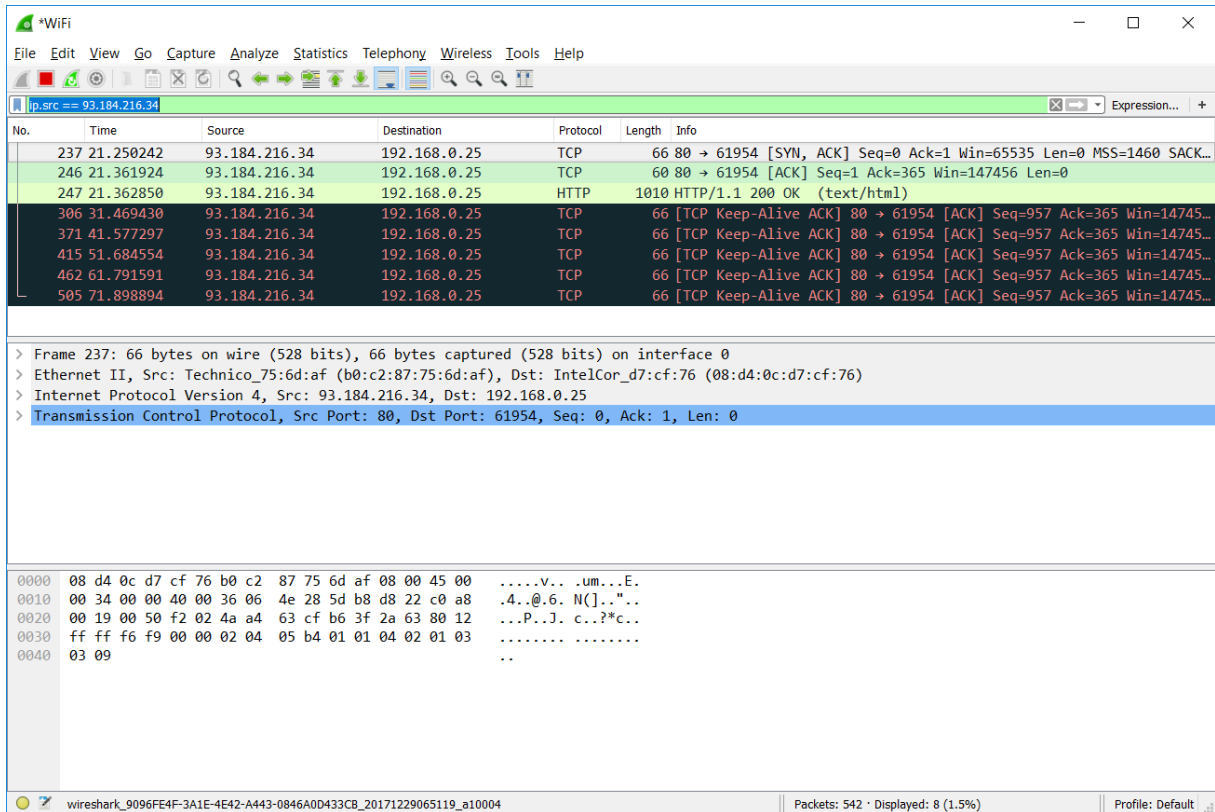 *WiFi
File Edit View Go Capture Analyze Statistics Telephony Wireless Tools Help
ip.src == 93.184.216.34 Expression... +
No. Time Source Destination Protocol Length Info
237 21.250242 93.184.216.34 192.168.0.25 TCP 66 80 → 61954 [SYN, ACK] Seq=0 Ack=1 Win=65535 Len=0 MSS=1460 SACK…
246 21.361924 93.184.216.34 192.168.0.25 TCP 60 80 → 61954 [ACK] Seq=1 Ack=365 Win=147456 Len=0
247 21.362850 93.184.216.34 192.168.0.25 HTTP 1010 HTTP/1.1 200 OK (text/html)
306 31.469430 93.184.216.34 192.168.0.25 TCP 66 [TCP Keep-Alive ACK] 80 → 61954 [ACK] Seq=957 Ack=365 Win=14745…
371 41.577297 93.184.216.34 192.168.0.25 TCP 66 [TCP Keep-Alive ACK] 80 → 61954 [ACK] Seq=957 Ack=365 Win=14745…
415 51.684554 93.184.216.34 192.168.0.25 TCP 66 [TCP Keep-Alive ACK] 80 → 61954 [ACK] Seq=957 Ack=365 Win=14745…
462 61.791591 93.184.216.34 192.168.0.25 TCP 66 [TCP Keep-Alive ACK] 80 → 61954 [ACK] Seq=957 Ack=365 Win=14745…
505 71.898894 93.184.216.34 192.168.0.25 TCP 66 [TCP Keep-Alive ACK] 80 → 61954 [ACK] Seq=957 Ack=365 Win=14745…
> Frame 237: 66 bytes on wire (528 bits), 66 bytes captured (528 bits) on interface 0
> Ethernet II, Src: Technico_75:6d:af (b0:c2:87:75:6d:af), Dst: IntelCor_d7:cf:76 (08:d4:0c:d7:cf:76)
> Internet Protocol Version 4, Src: 93.184.216.34, Dst: 192.168.0.25
> Transmission Control Protocol, Src Port: 80, Dst Port: 61954, Seq: 0, Ack: 1, Len: 0
0000 08 d4 0c d7 cf 76 b0 c2 87 75 6d af 08 00 45 00 .....v.. .um...E.
0010 00 34 00 00 40 00 36 06 4e 28 5d b8 d8 22 c0 a8 .4..@.6. N(].."..
0020 00 19 00 50 f2 02 4a a4 63 cf b6 3f 2a 63 80 12 ...P..J. c..?*c..
0030 ff ff f6 f9 00 00 02 04 05 b4 01 01 04 02 01 03 ........ ........
0040 03 09 ..
wireshark_9096FE4F-3A1E-4E42-A443-0846A0D433CB_20171229065119_a10004 Packets: 542 · Displayed: 8 (1.5%) Profile: Default